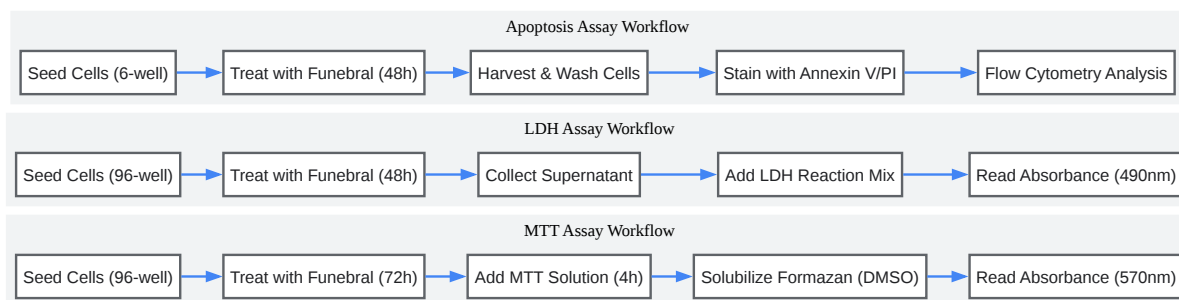 Apoptosis Assay Workflow
Seed Cells (6-well)
Treat with Funebral (48h)
Harvest & Wash Cells
Stain with Annexin V/PI
Flow Cytometry Analysis
LDH Assay Workflow
Seed Cells (96-well)
Treat with Funebral (48h)
Collect Supernatant
Add LDH Reaction Mix
Read Absorbance (490nm)
MTT Assay Workflow
Seed Cells (96-well)
Treat with Funebral (72h)
Add MTT Solution (4h)
Solubilize Formazan (DMSO)
Read Absorbance (570nm)